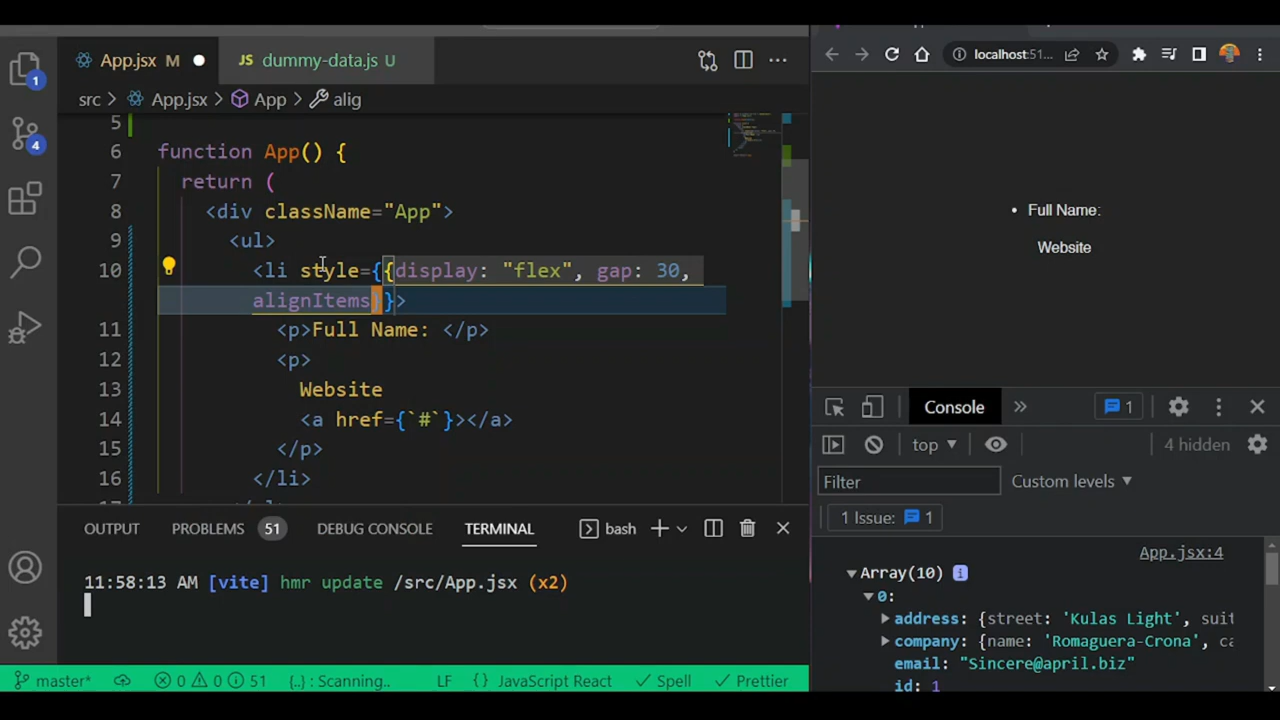 App.jsx M
JS dummy-data.js U
src > App.jsx > App > alig
5
6 function App() {
7 return (
8 <div className="App">
9 <ul>
10 <li style={{display: "flex", gap: 30,
alignItems}}>
11 <p>Full Name: </p>
12 <p>
13 Website
14 <a href={`#`}></a>
15 </p>
16 </li>
1
4
OUTPUT PROBLEMS 51 DEBUG CONSOLE TERMINAL bash
11:58:13 AM [vite] hmr update /src/App.jsx (x2)
master* 0 0 51 {..} : Scanning.. LF {} JavaScript React Spell Prettier
localhost:51...
• Full Name:
Website
Console » 1
top ▼ 4 hidden
Filter Custom levels ▼
1 Issue: 1
App.jsx:4
▼Array(10) i
▼0:
▶address: {street: 'Kulas Light', suit
▶company: {name: 'Romaguera-Crona', ca
email: "Sincere@april.biz"
id: 1